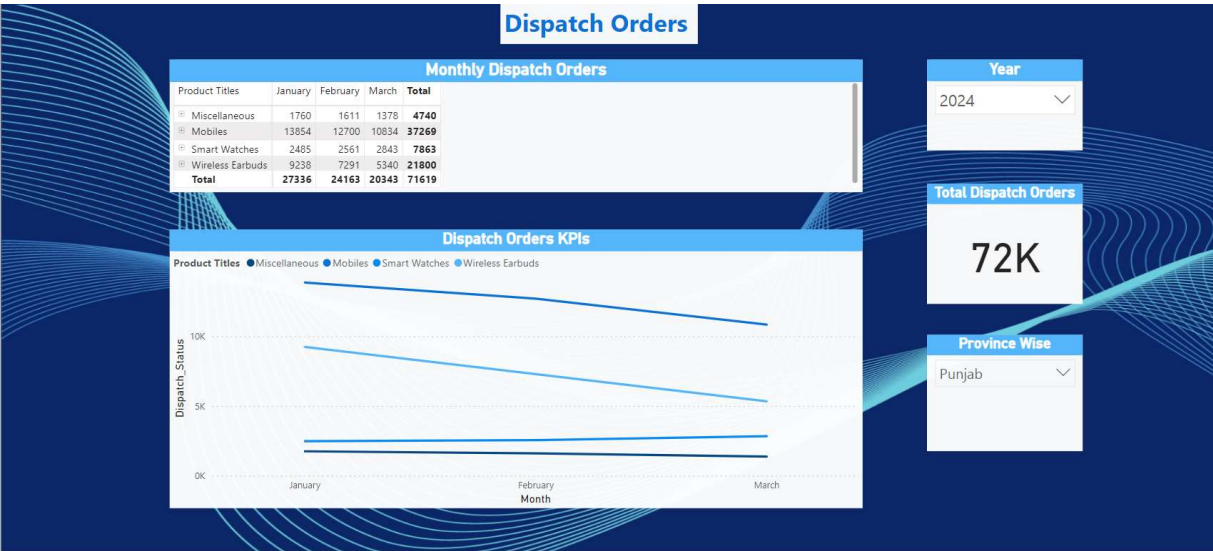 Dispatch Orders
Monthly Dispatch Orders
Product Titles January February March Total
Miscellaneous 1760 1611 1378 4740
Mobiles 13854 12700 10834 37269
Smart Watches 2485 2561 2843 7863
Wireless Earbuds 9238 7291 5340 21800
Total 27336 24163 20343 71619
Year
2024
Total Dispatch Orders
72K
Province Wise
Punjab
Dispatch Orders KPIs
Product Titles Miscellaneous Mobiles Smart Watches Wireless Earbuds
Dispatch_Status
10K
5K
0K
January February March
Month